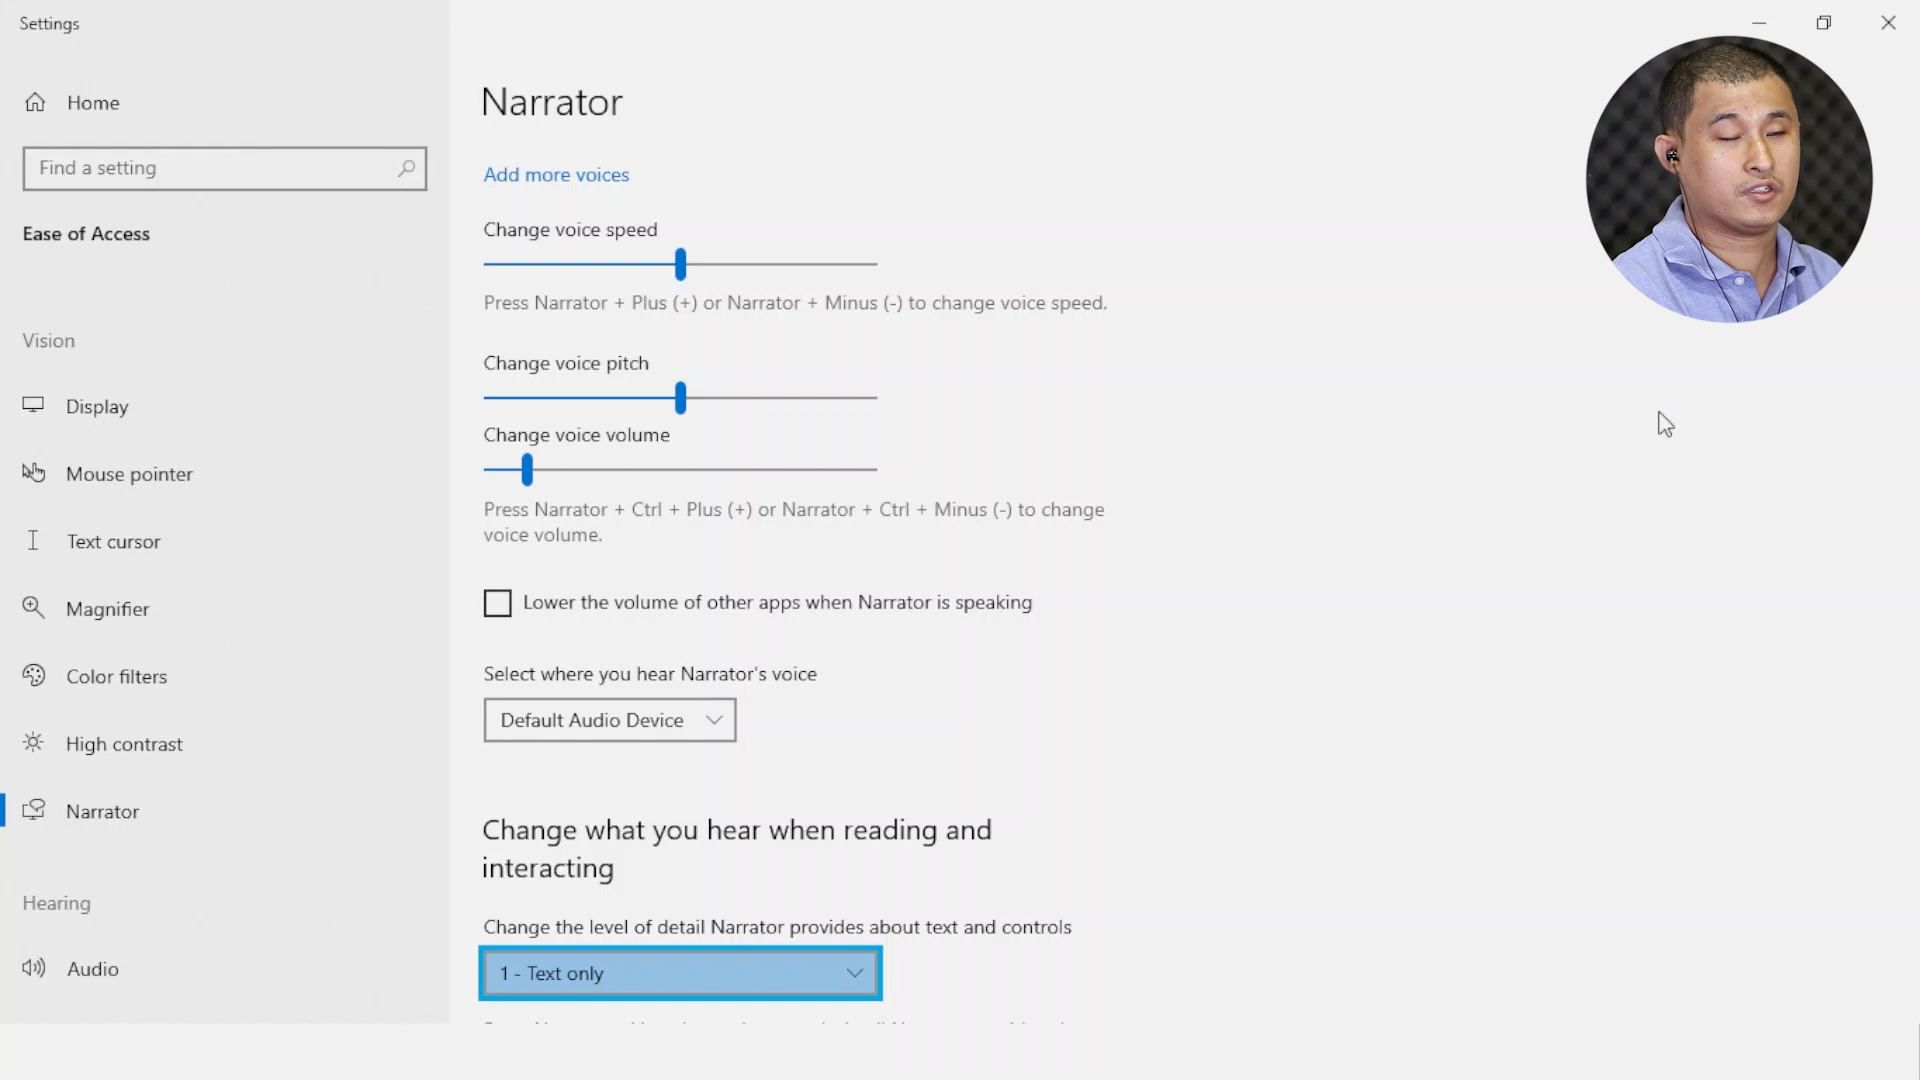 Settings
Home
Find a setting
Ease of Access
Vision
Display
Mouse pointer
Text cursor
Magnifier
Color filters
High contrast
Narrator
Hearing
Audio
Narrator
Add more voices
Change voice speed
Press Narrator + Plus (+) or Narrator + Minus (-) to change voice speed.
Change voice pitch
Change voice volume
Press Narrator + Ctrl + Plus (+) or Narrator + Ctrl + Minus (-) to change
voice volume.
Lower the volume of other apps when Narrator is speaking
Select where you hear Narrator's voice
Default Audio Device
Change what you hear when reading and
interacting
Change the level of detail Narrator provides about text and controls
1 - Text only